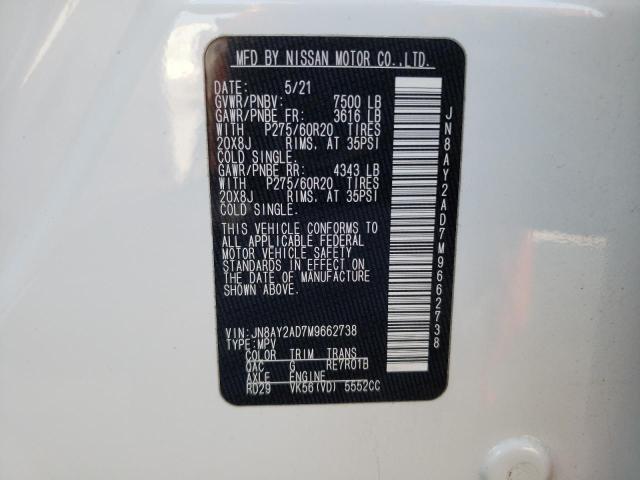 MFD BY NISSAN MOTOR CO.,LTD.
DATE: 5/21
GVWR/PNBV: 7500 LB
GAWR/PNBE FR: 3616 LB
WITH P275/60R20 TIRES
20X8J RIMS. AT 35PSI
COLD SINGLE.
GAWR/PNBE RR: 4343 LB
WITH P275/60R20 TIRES
20X8J RIMS. AT 35PSI
COLD SINGLE.
THIS VEHICLE CONFORMS TO
ALL APPLICABLE FEDERAL
MOTOR VEHICLE SAFETY
STANDARDS IN EFFECT ON
THE DATE OF MANUFACTURE
SHOWN ABOVE.
VIN: JN8AY2AD7M9662738
TYPE: MPV
COLOR TRIM TRANS
QAC G RE7R01B
AXLE ENGINE
RD29 VK56(VD) 5552CC
JN8AY2AD7M9662738